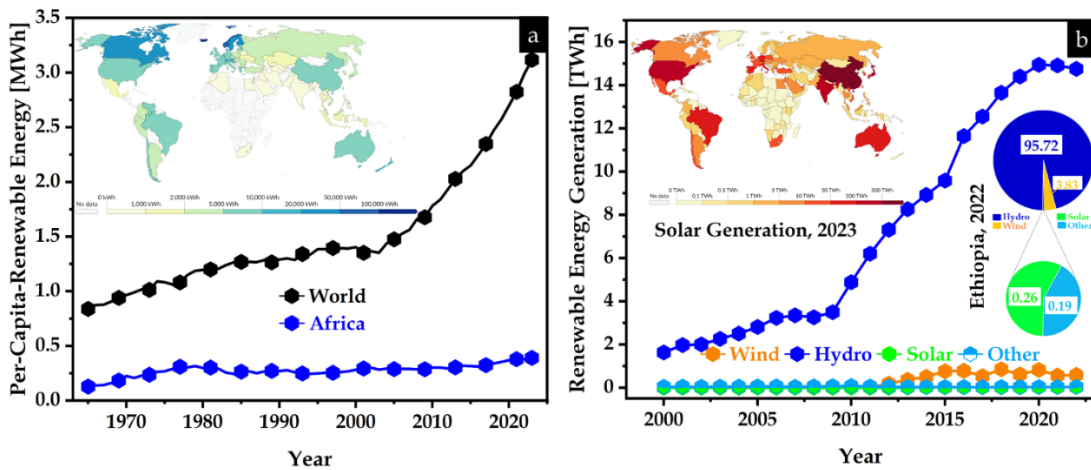 a
Per-Capita-Renewable Energy [MWh]
3.5
3.0
2.5
2.0
1.5
1.0
0.5
0.0
No data
0 kWh
1,000 kWh
2,000 kWh
5,000 kWh
10,000 kWh
20,000 kWh
50,000 kWh
100,000 kWh
World
Africa
1970
1980
1990
2000
2010
2020
Year
b
Renewable Energy Generation [TWh]
16
14
12
10
8
6
4
2
0
No data
0 TWh
0.1 TWh
0.3 TWh
1 TWh
3 TWh
10 TWh
30 TWh
100 TWh
Solar Generation, 2023
95.72
3.83
Hydro
Solar
Wind
Other
Ethiopia, 2022
0.26
0.19
Wind
Hydro
Solar
Other
2000
2005
2010
2015
2020
Year